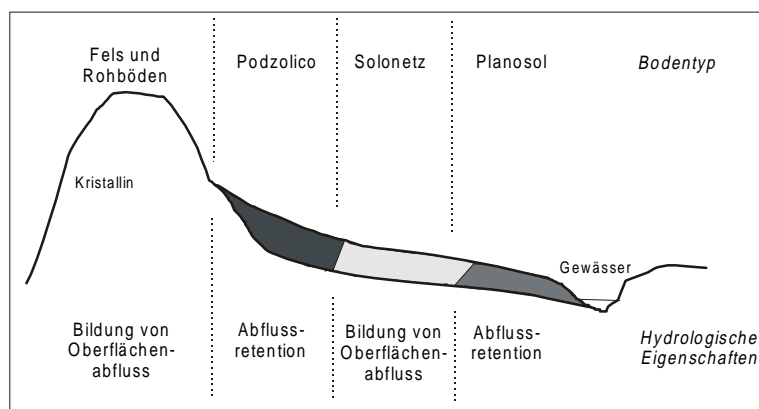 Fels und
Rohböden
Podzolico
Solonetz
Planosol
Bodentyp
Kristallin
Gewässer
Bildung von
Oberflächen-
abfluss
Abfluss-
retention
Bildung von
Oberflächen-
abfluss
Abfluss-
retention
Hydrologische
Eigenschaften